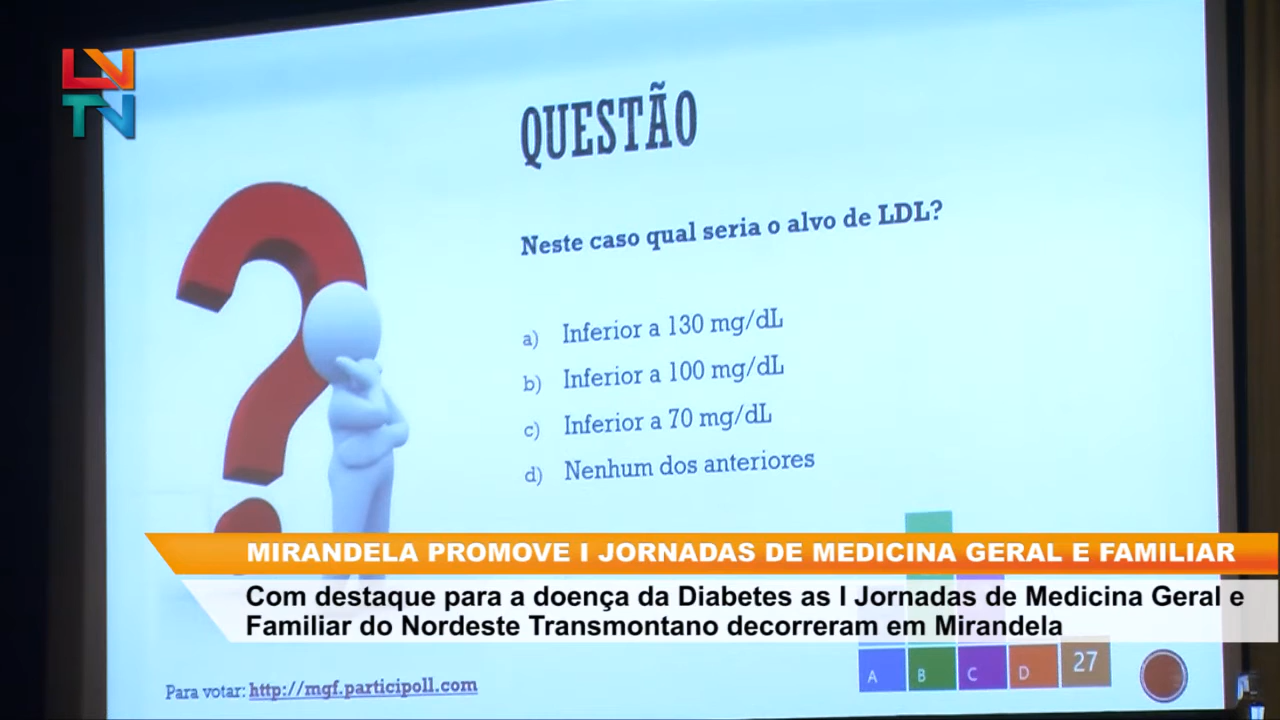 LN
TN
QUESTÃO
Neste caso qual seria o alvo de LDL?
a) Inferior a 130 mg/dL
b) Inferior a 100 mg/dL
c) Inferior a 70 mg/dL
d) Nenhum dos anteriores
MIRANDELA PROMOVE I JORNADAS DE MEDICINA GERAL E FAMILIAR
Com destaque para a doença da Diabetes as I Jornadas de Medicina Geral e
Familiar do Nordeste Transmontano decorreram em Mirandela
A B C D 27
Para votar: http://mgf.participoll.com